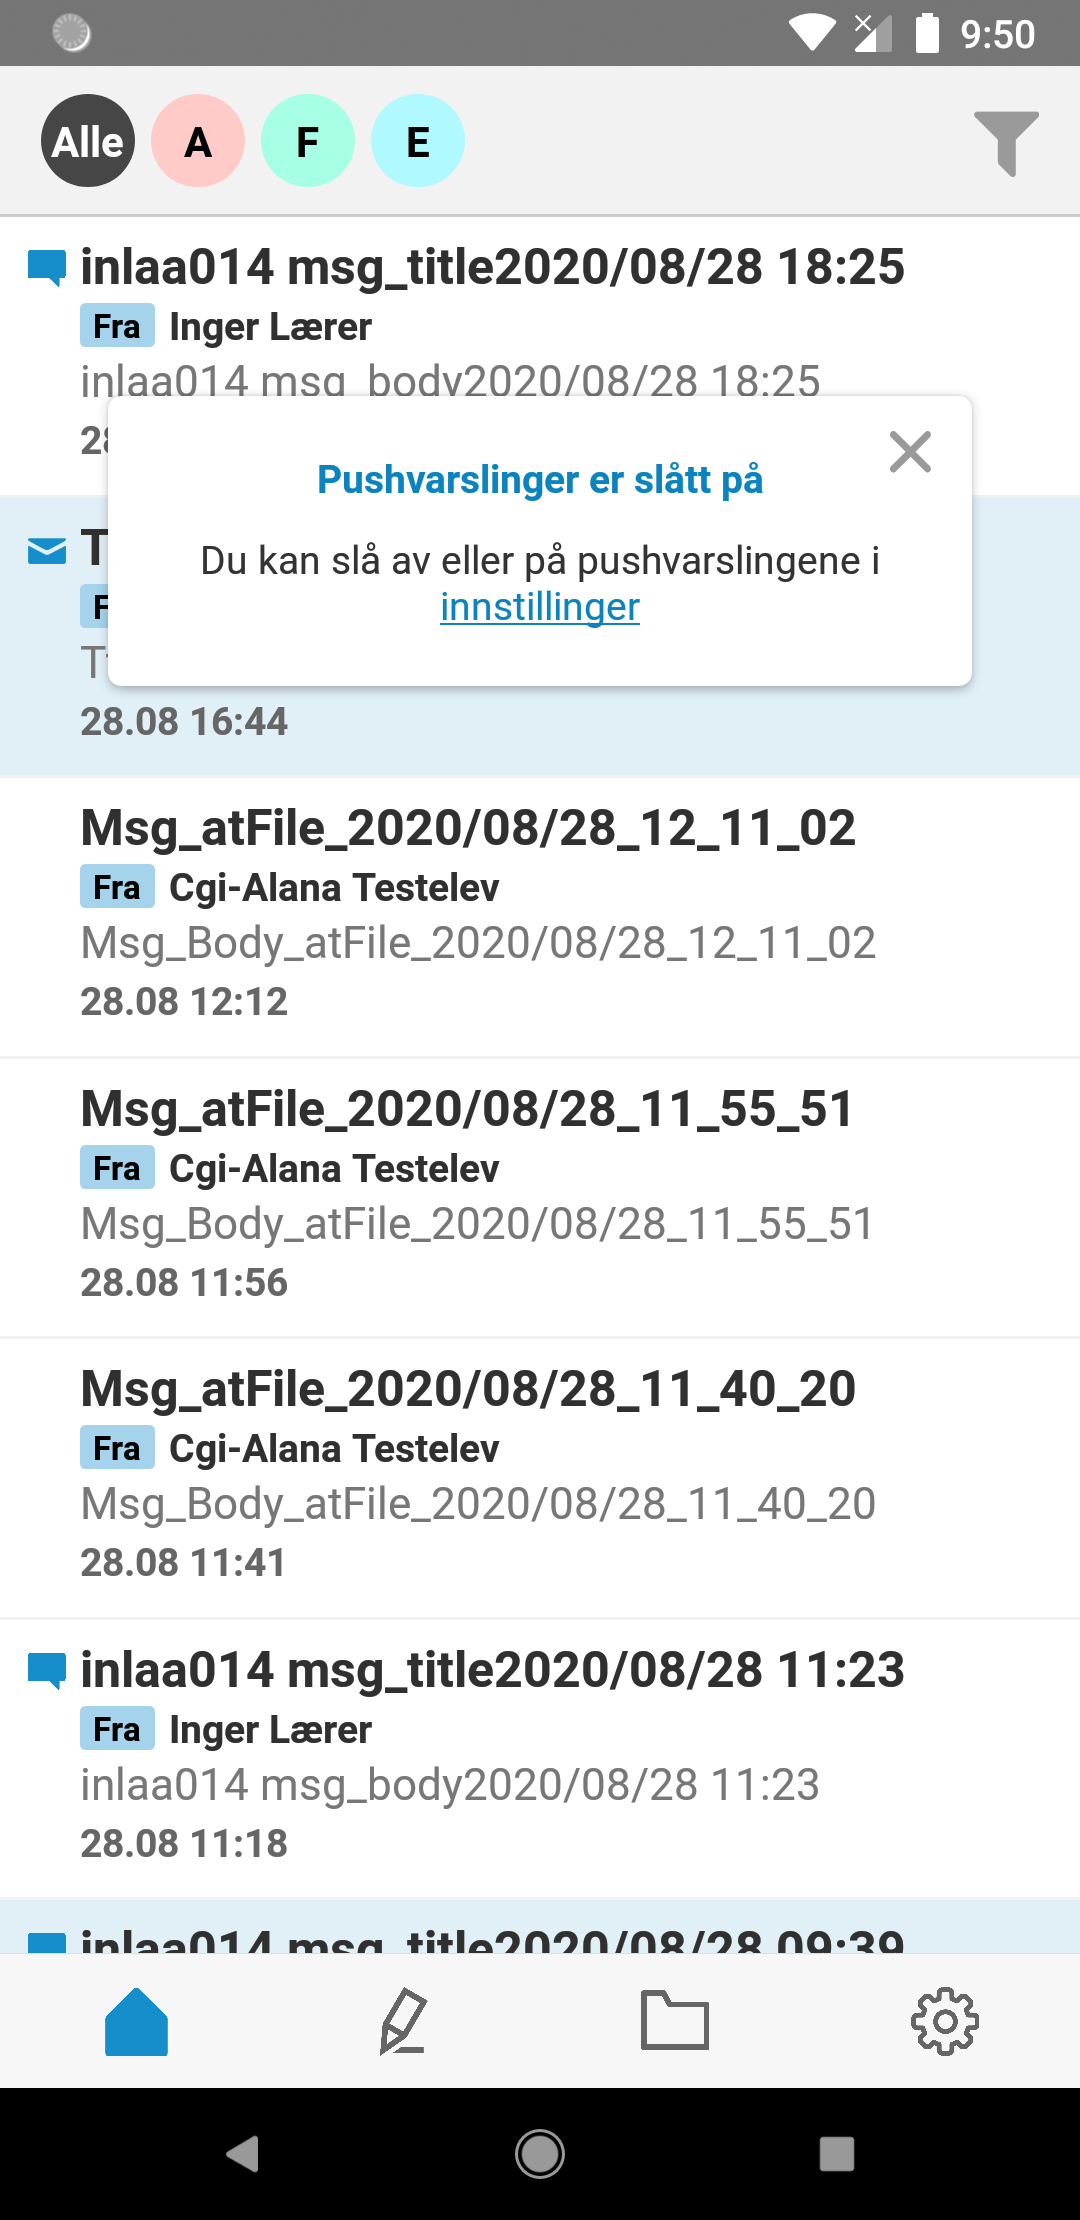 9:50
Alle A F E
inlaa014 msg_title2020/08/28 18:25
Fra Inger Lærer
inlaa014 msg_body2020/08/28 18:25
Pushvarslinger er slått på
Du kan slå av eller på pushvarslingene i
innstillinger
28.08 16:44
Msg_atFile_2020/08/28_12_11_02
Fra Cgi-Alana Testelev
Msg_Body_atFile_2020/08/28_12_11_02
28.08 12:12
Msg_atFile_2020/08/28_11_55_51
Fra Cgi-Alana Testelev
Msg_Body_atFile_2020/08/28_11_55_51
28.08 11:56
Msg_atFile_2020/08/28_11_40_20
Fra Cgi-Alana Testelev
Msg_Body_atFile_2020/08/28_11_40_20
28.08 11:41
inlaa014 msg_title2020/08/28 11:23
Fra Inger Lærer
inlaa014 msg_body2020/08/28 11:23
28.08 11:18
inlaa014 msg_title2020/08/28 09:39